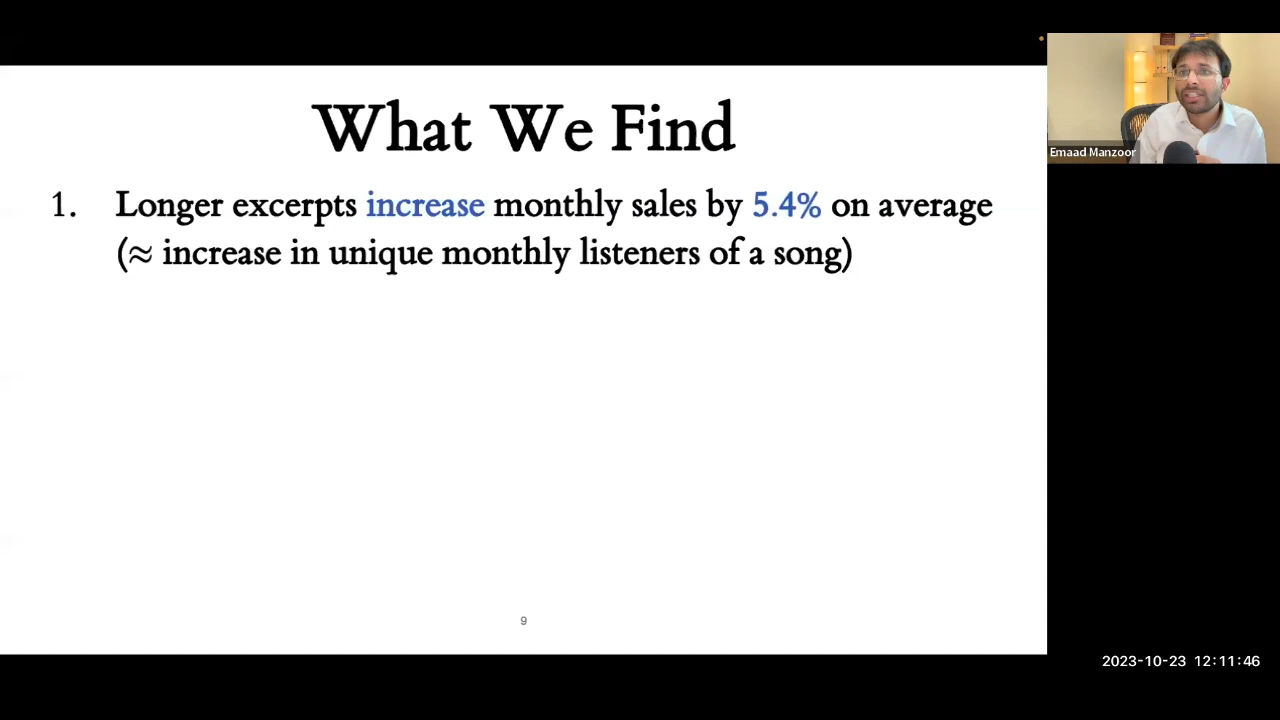 What We Find
1. Longer excerpts increase monthly sales by 5.4% on average
(≈ increase in unique monthly listeners of a song)
9
Emaad Manzoor
2023-10-23 12:11:46